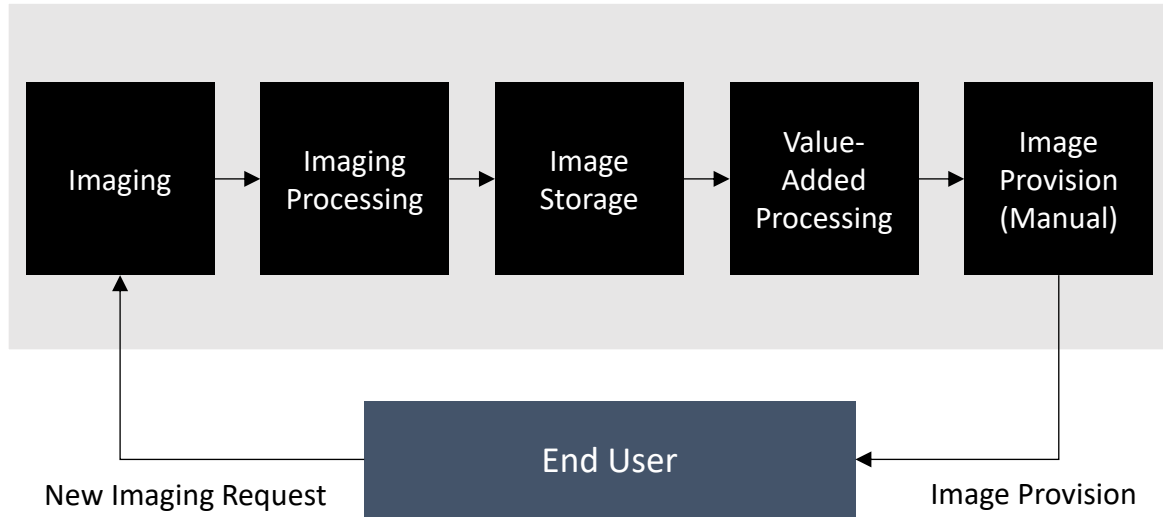 Imaging
Imaging
Processing
Image
Storage
Value-
Added
Processing
Image
Provision
(Manual)
End User
New Imaging Request
Image Provision